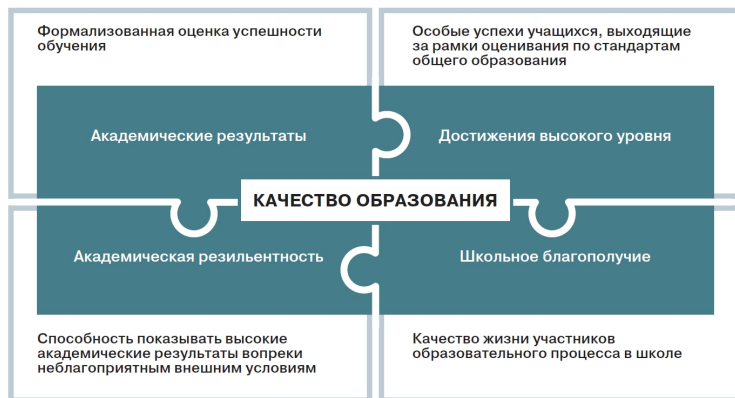 Формализованная оценка успешности
обучения
Особые успехи учащихся, выходящие
за рамки оценивания по стандартам
общего образования
Академические результаты
Достижения высокого уровня
КАЧЕСТВО ОБРАЗОВАНИЯ
Академическая резильентность
Школьное благополучие
Способность показывать высокие
академические результаты вопреки
неблагоприятным внешним условиям
Качество жизни участников
образовательного процесса в школе